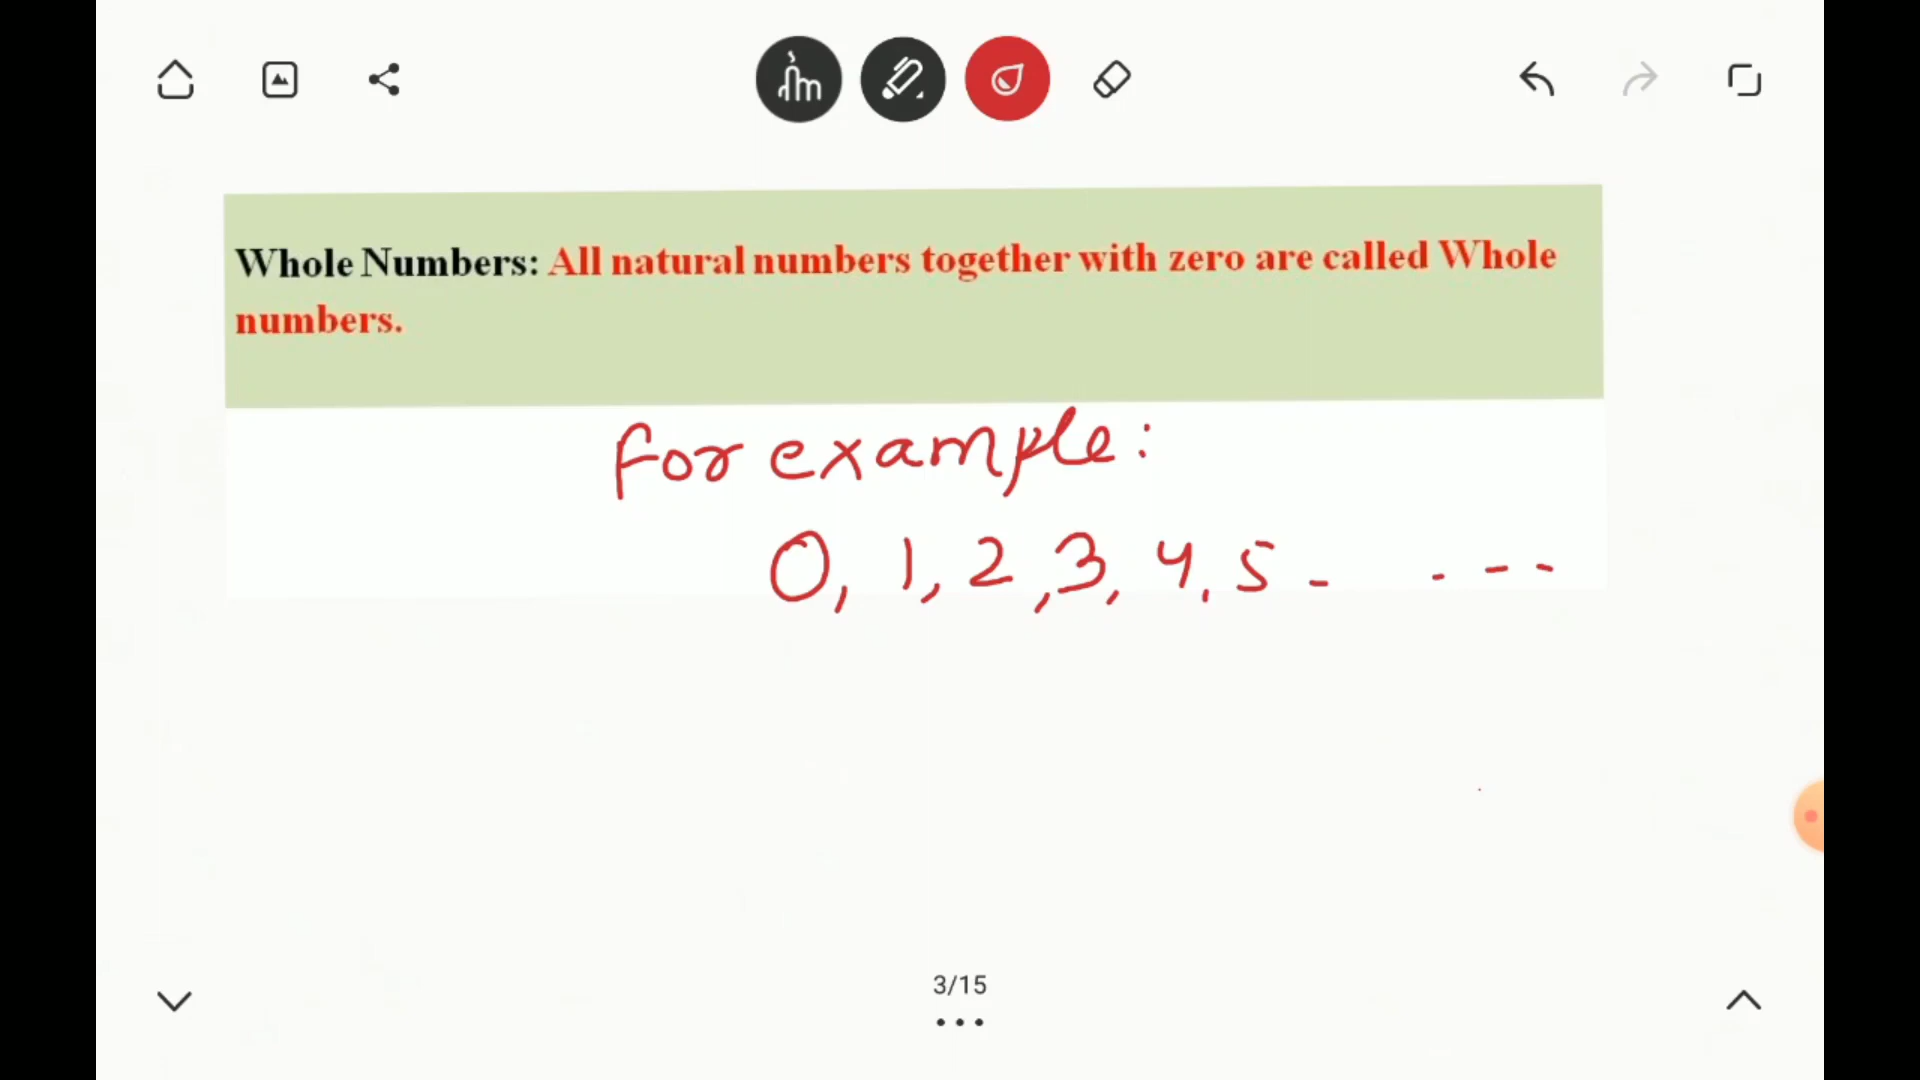 Whole Numbers: All natural numbers together with zero are called Whole
numbers.
For example:
0, 1, 2, 3, 4, 5 - - - -
3/15